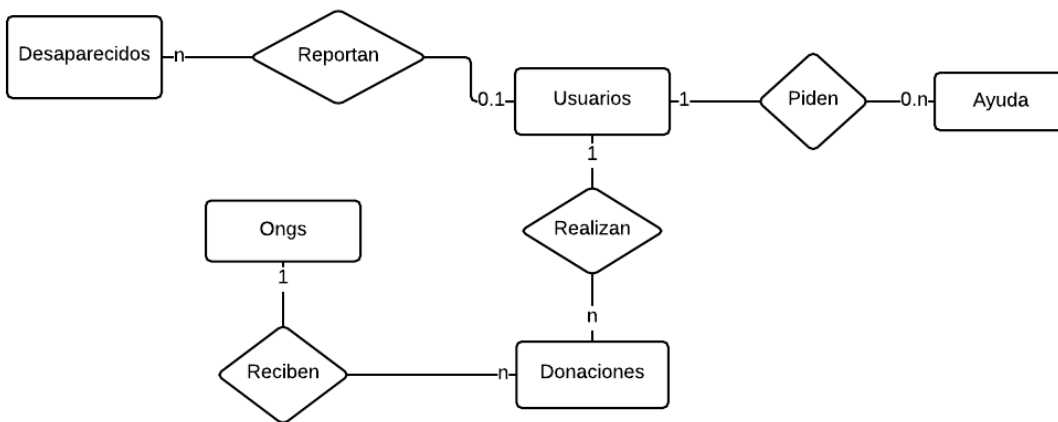 Desaparecidos
n
Reportan
0.1
Usuarios
1
Piden
0.n
Ayuda
1
Realizan
n
Ongs
1
Reciben
n
Donaciones